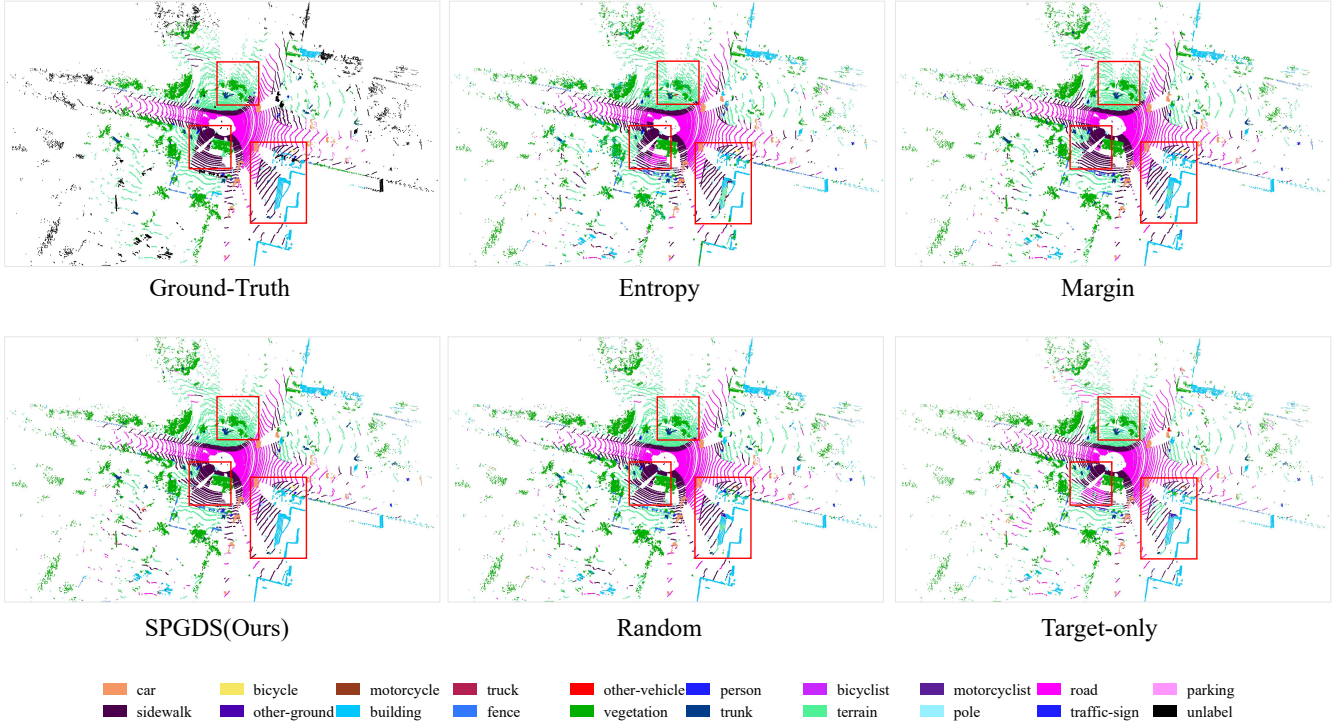 Ground-Truth Entropy Margin
SPGDS(Ours) Random Target-only
car bicycle motorcycle truck other-vehicle person bicyclist motorcyclist road parking
sidewalk other-ground building fence vegetation trunk terrain pole traffic-sign unlabel